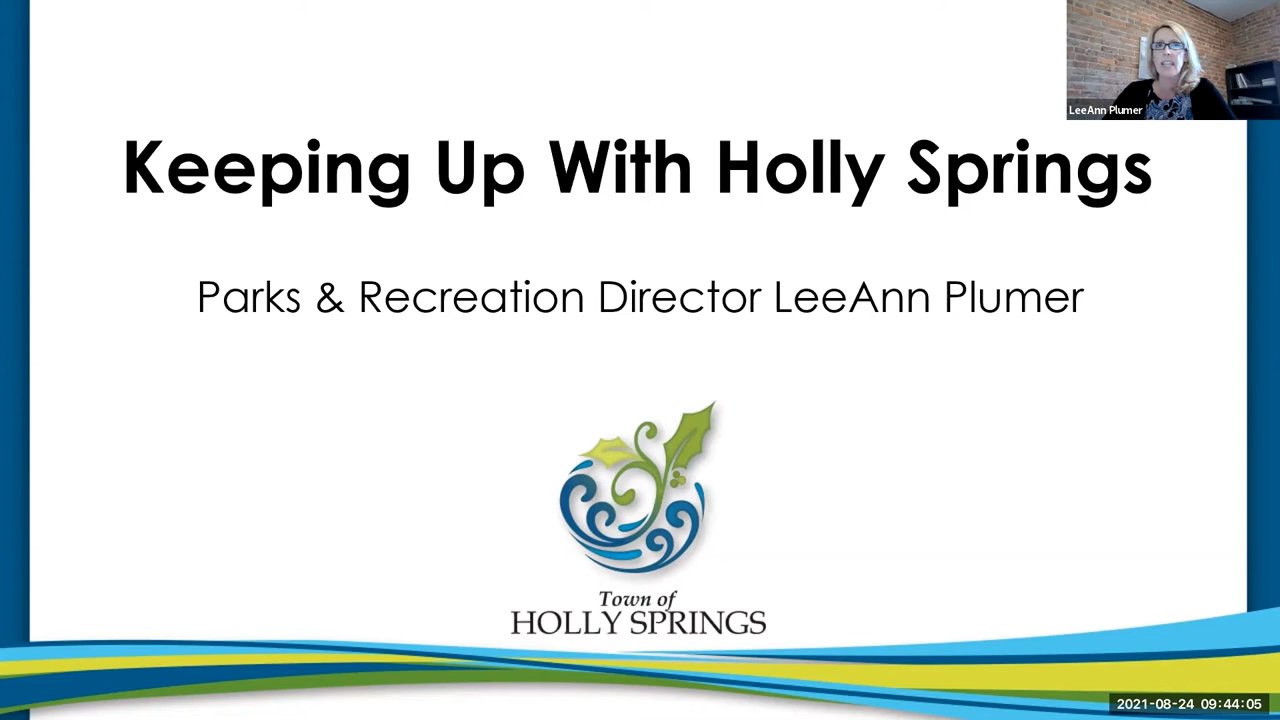 LeeAnn Plumer
Keeping Up With Holly Springs
Parks & Recreation Director LeeAnn Plumer
Town of
HOLLY SPRINGS
2021-08-24 09:44:05